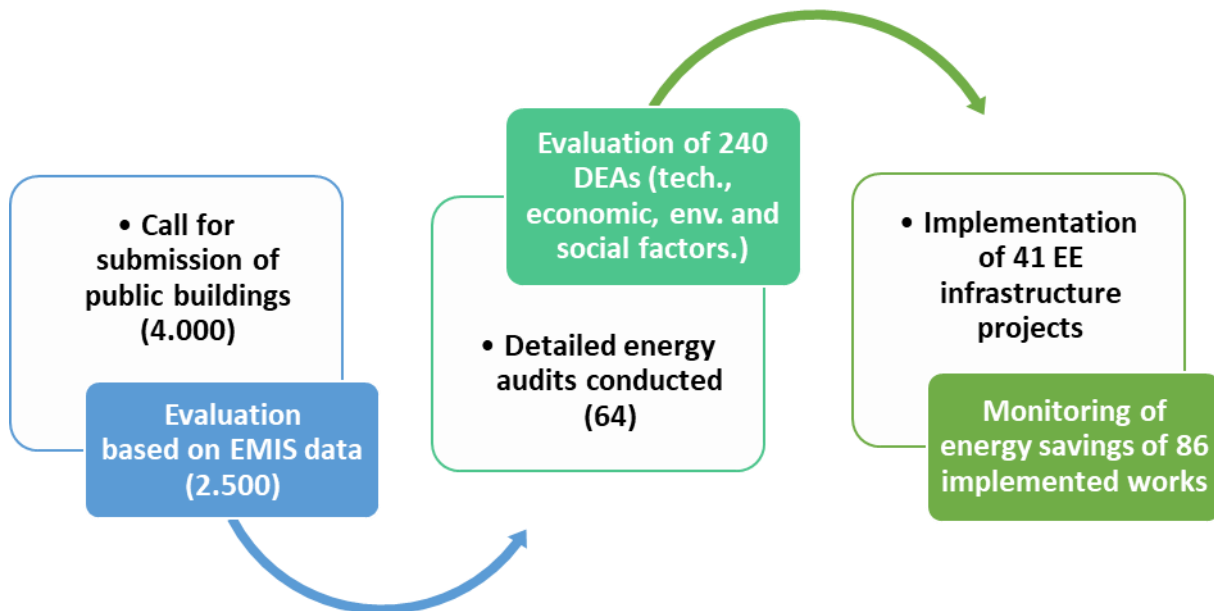 • Call for
submission of
public buildings
(4.000)
Evaluation
based on EMIS data
(2.500)
Evaluation of 240
DEAs (tech.,
economic, env. and
social factors.)
• Detailed energy
audits conducted
(64)
• Implementation
of 41 EE
infrastructure
projects
Monitoring of
energy savings of 86
implemented works